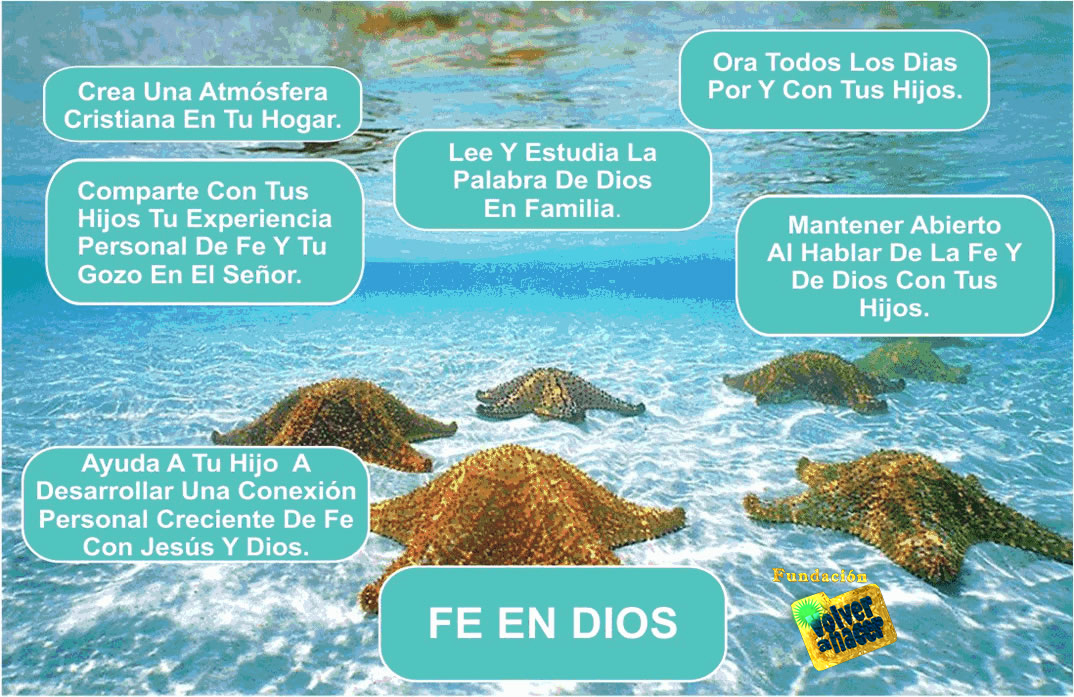 Crea Una Atmósfera
Cristiana En Tu Hogar.
Ora Todos Los Dias
Por Y Con Tus Hijos.
Lee Y Estudia La
Palabra De Dios
En Familia.
Comparte Con Tus
Hijos Tu Experiencia
Personal De Fe Y Tu
Gozo En El Señor.
Mantener Abierto
Al Hablar De La Fe Y
De Dios Con Tus
Hijos.
Ayuda A Tu Hijo A
Desarrollar Una Conexión
Personal Creciente De Fe
Con Jesús Y Dios.
FE EN DIOS
Fundación
volver
a nacer